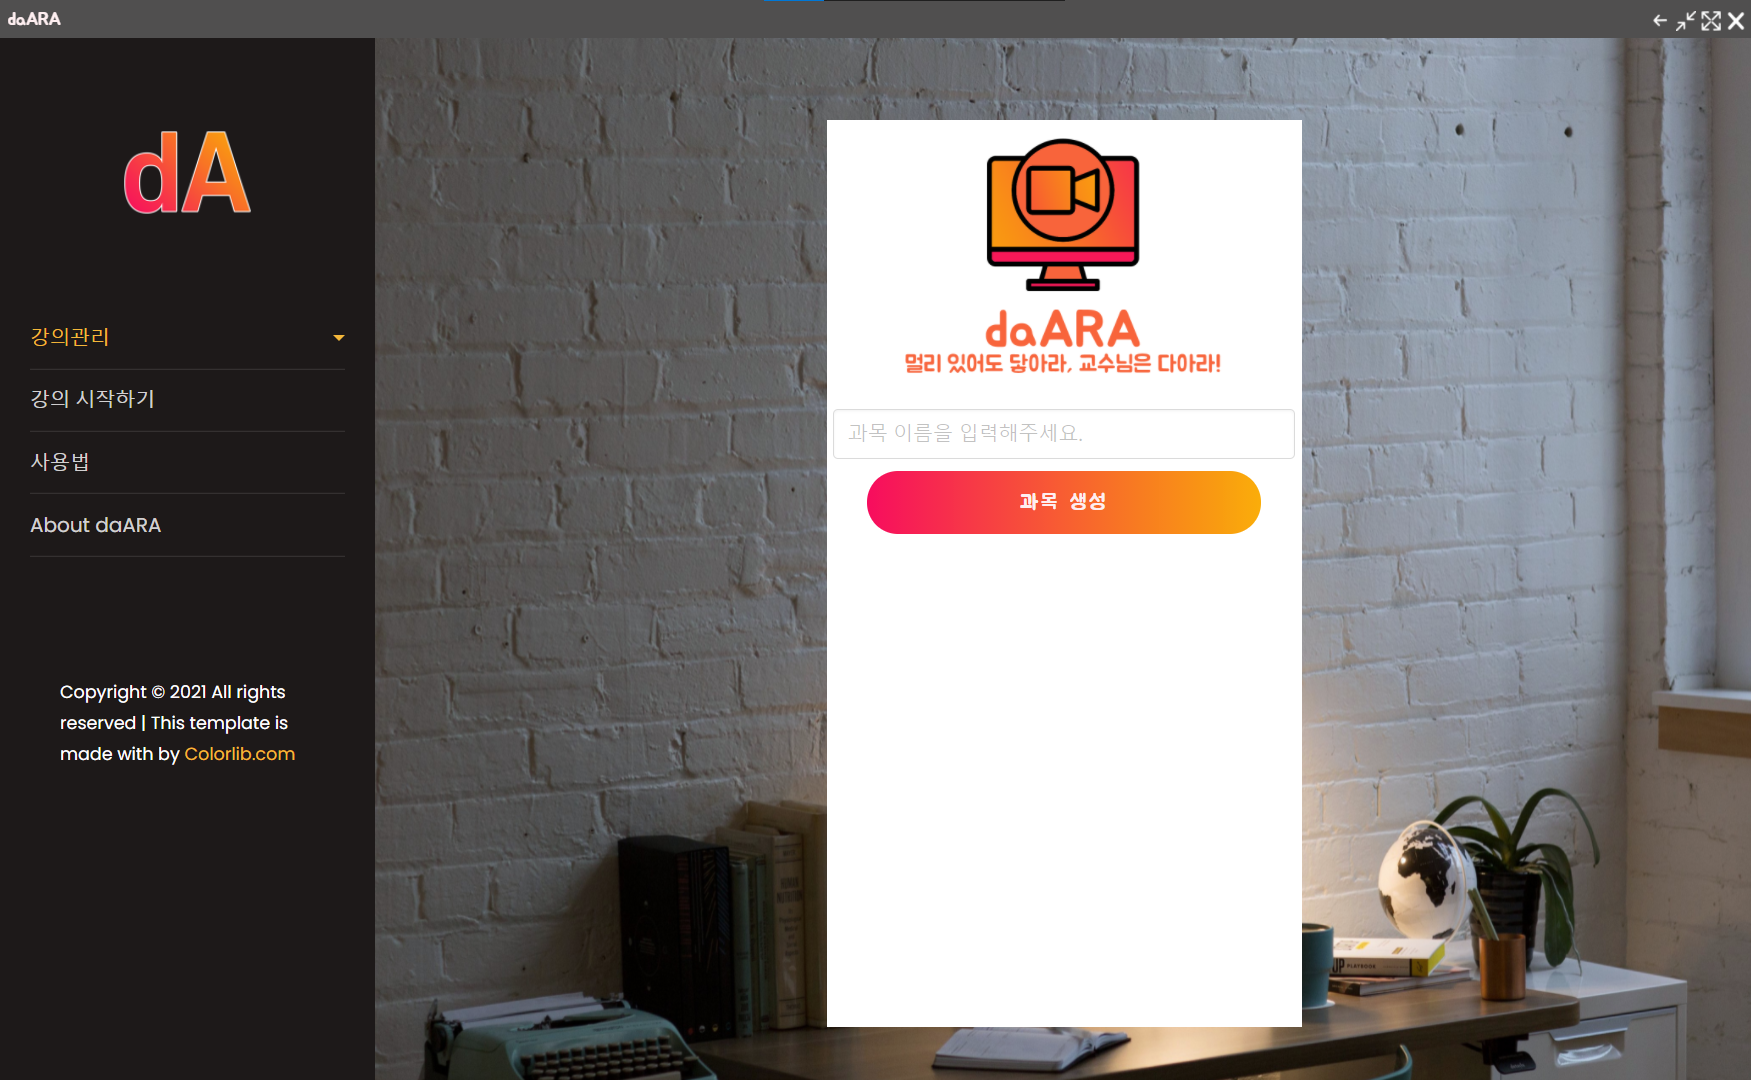 daARA
dA
강의관리
강의 시작하기
사용법
About daARA
Copyright © 2021 All rights
reserved | This template is
made with by Colorlib.com
daARA
멀리 있어도 닿아라, 교수님은 다아라!
과목 이름을 입력해주세요.
과목 생성
PLAYBOOK